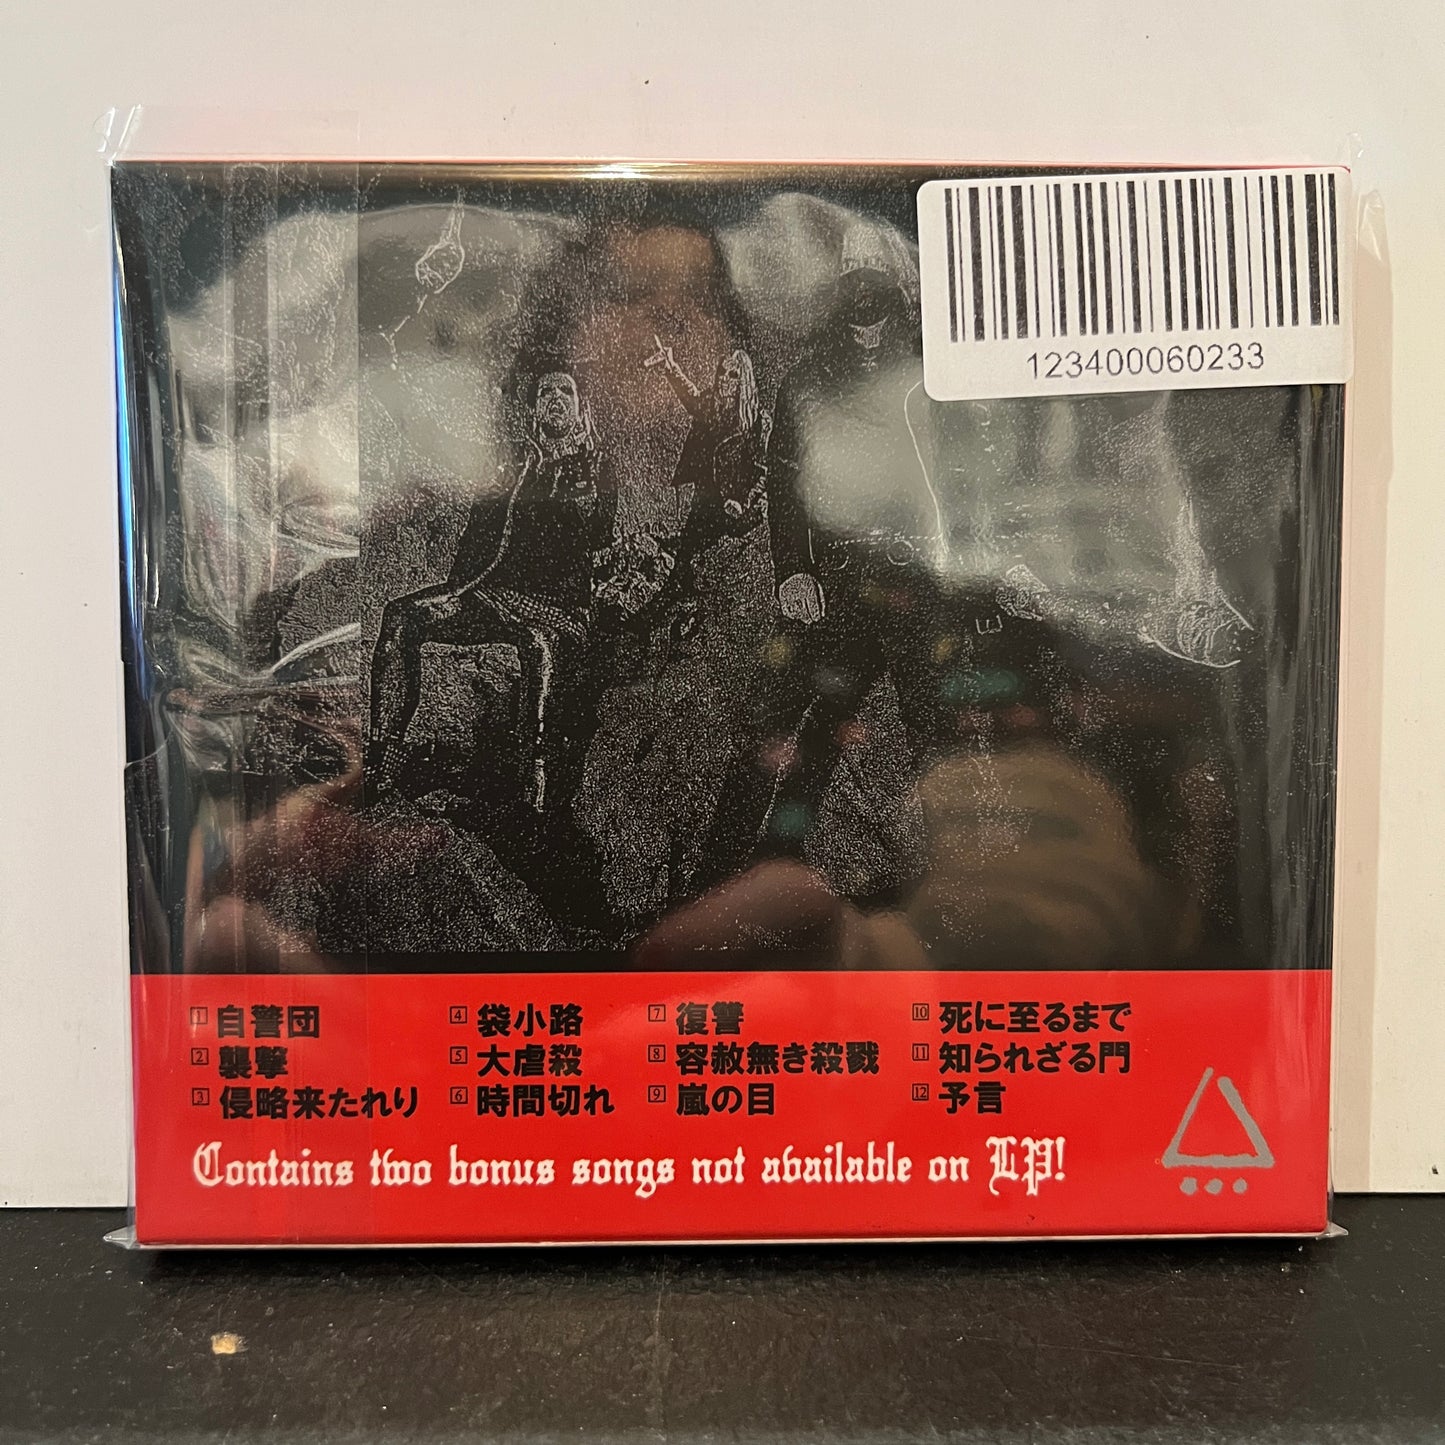 123400060233
1 自警団
2 襲撃
3 侵略来たれり
4 袋小路
5 大虐殺
6 時間切れ
7 復讐
8 容赦無き殺戮
9 嵐の目
10 死に至るまで
11 知られざる門
12 予言
Contains two bonus songs not available on LP!